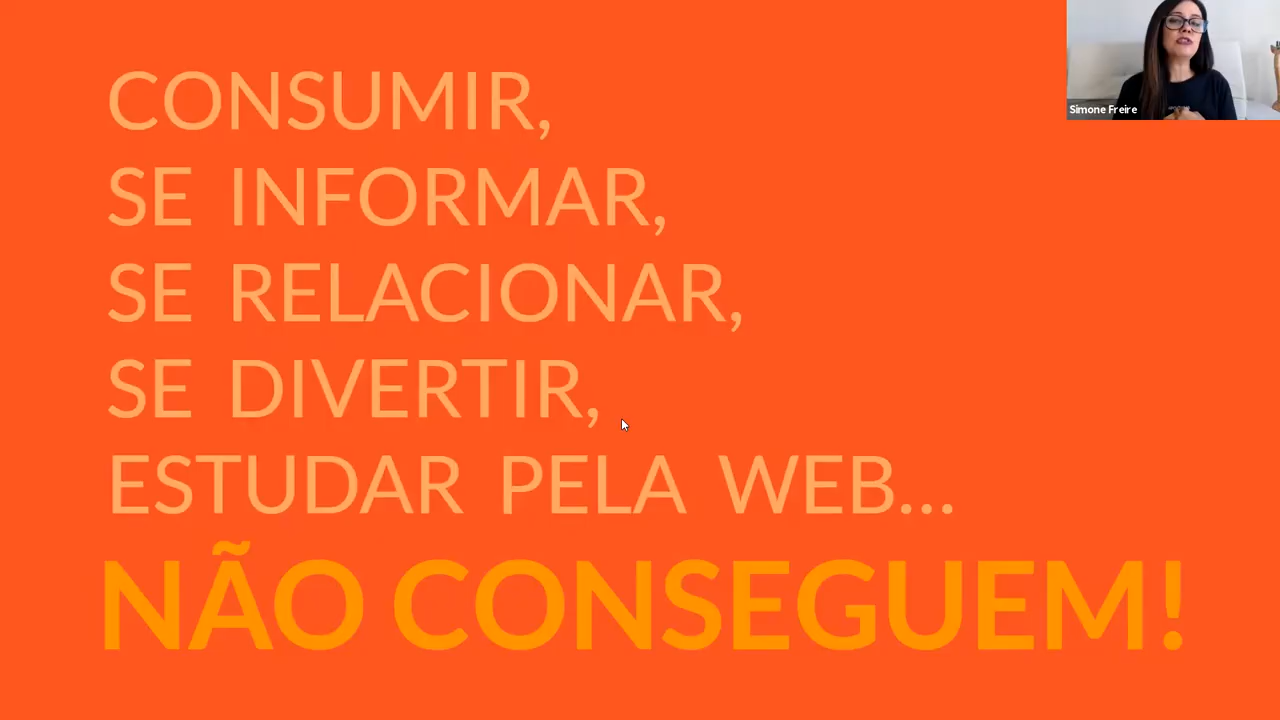 CONSUMIR,
SE INFORMAR,
SE RELACIONAR,
SE DIVERTIR,
ESTUDAR PELA WEB...
NÃO CONSEGUEM!
Simone Freire